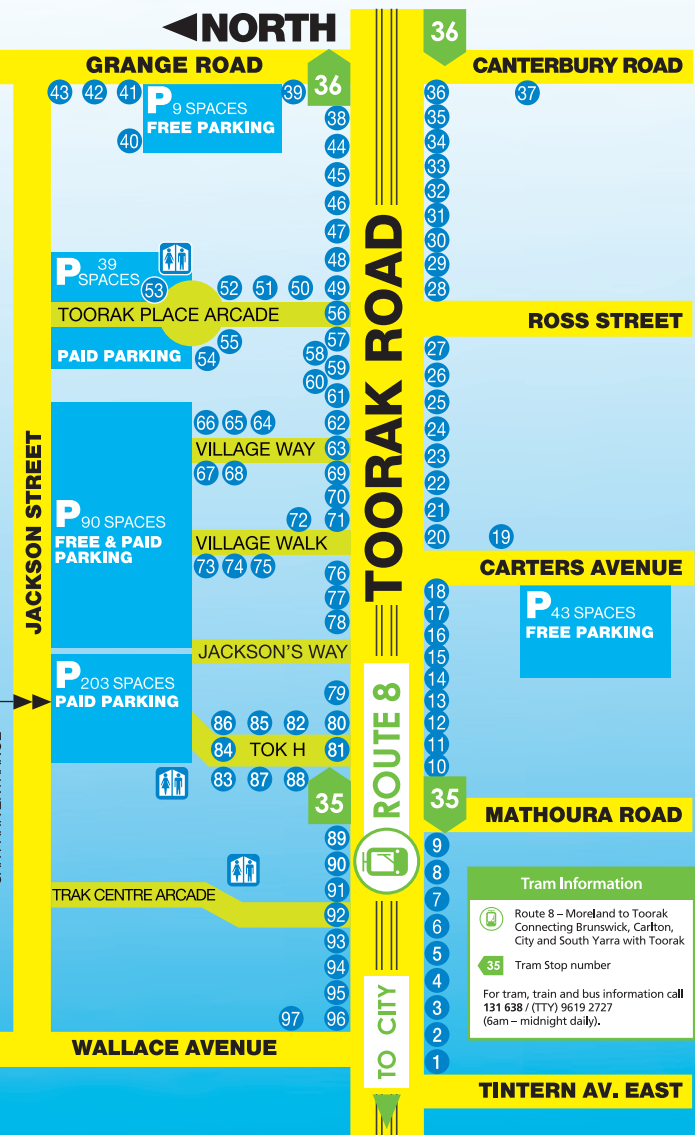 NORTH
36
36
GRANGE ROAD
CANTERBURY ROAD
43 42 41
P 9 SPACES
FREE PARKING
39
40
38
44
45
46
47
48
49
36 37
35
34
33
32
31
30
29
28
P 39
SPACES
53
52 51 50
TOORAK PLACE ARCADE
56
PAID PARKING
54
55
57
58
59
60
61
ROSS STREET
TOORAK ROAD
JACKSON STREET
27
26
25
24
23
22
21
20 19
66 65 64
62
VILLAGE WAY
63
67 68
69
70
72 71
P 90 SPACES
FREE & PAID
PARKING
VILLAGE WALK
73 74 75
76
77
78
CARTERS AVENUE
18
17
16
15
14
13
12
11
10
P 43 SPACES
FREE PARKING
JACKSON'S WAY
P 203 SPACES
PAID PARKING
79
86 85 82 80
84
TOK H
81
83 87 88
35
35
ROUTE 8
MATHOURA ROAD
89
90
91
TRAK CENTRE ARCADE
92
93
94
95
97 96
9
8
7
6
5
4
3
2
1
Tram Information
Route 8 – Moreland to Toorak
Connecting Brunswick, Carlton,
City and South Yarra with Toorak
35 Tram Stop number
For tram, train and bus information call
131 638 / (TTY) 9619 2727
(6am – midnight daily).
TO CITY
WALLACE AVENUE
TINTERN AV. EAST